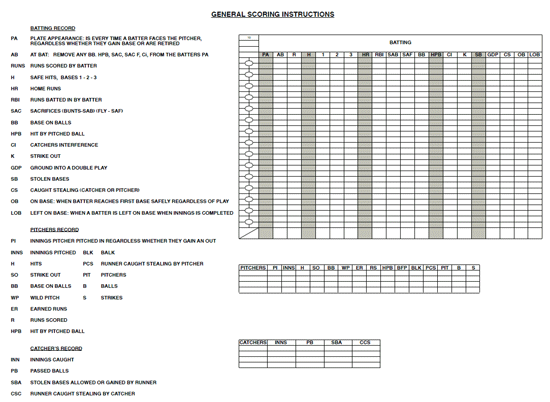 GENERAL SCORING INSTRUCTIONS
BATTING RECORD
PA PLATE APPEARANCE: IS EVERY TIME A BATTER FACES THE PITCHER,
REGARDLESS WHETHER THEY GAIN BASE OR ARE RETIRED
AB AT BAT: REMOVE ANY BB, HPB, SAC, SAC F, CI, FROM THE BATTERS PA
RUNS RUNS SCORED BY BATTER
H SAFE HITS, BASES 1 - 2 - 3
HR HOME RUNS
RBI RUNS BATTED IN BY BATTER
SAC SACRIFICES (BUNTS-SAB) (FLY - SAF)
BB BASE ON BALLS
HPB HIT BY PITCHED BALL
CI CATCHERS INTERFERENCE
K STRIKE OUT
GDP GROUND INTO A DOUBLE PLAY
SB STOLEN BASES
CS CAUGHT STEALING (CATCHER OR PITCHER)
OB ON BASE: WHEN BATTER REACHES FIRST BASE SAFELY REGARDLESS OF PLAY
LOB LEFT ON BASE: WHEN A BATTER IS LEFT ON BASE WHEN INNINGS IS COMPLETED
PITCHERS RECORD
PI INNINGS PITCHER PITCHED IN REGARDLESS WHETHER THEY GAIN AN OUT
INNS INNINGS PITCHED BLK BALK
H HITS PCS RUNNER CAUGHT STEALING BY PITCHER
SO STRIKE OUT PIT PITCHERS
BB BASE ON BALLS B BALLS
WP WILD PITCH S STRIKES
ER EARNED RUNS
R RUNS SCORED
HPB HIT BY PITCHED BALL
CATCHER'S RECORD
INN INNINGS CAUGHT
PB PASSED BALLS
SBA STOLEN BASES ALLOWED OR GAINED BY RUNNER
CSC RUNNER CAUGHT STEALING BY CATCHER
BATTING
PA AB R H 1 2 3 HR RBI SAB SAF BB HPB CI K SB GDP CS OB LOB
PITCHERS PI INNS H SO BB WP ER RS HPB BFP BLK PCS PIT B S
CATCHERS INNS PB SBA CCS